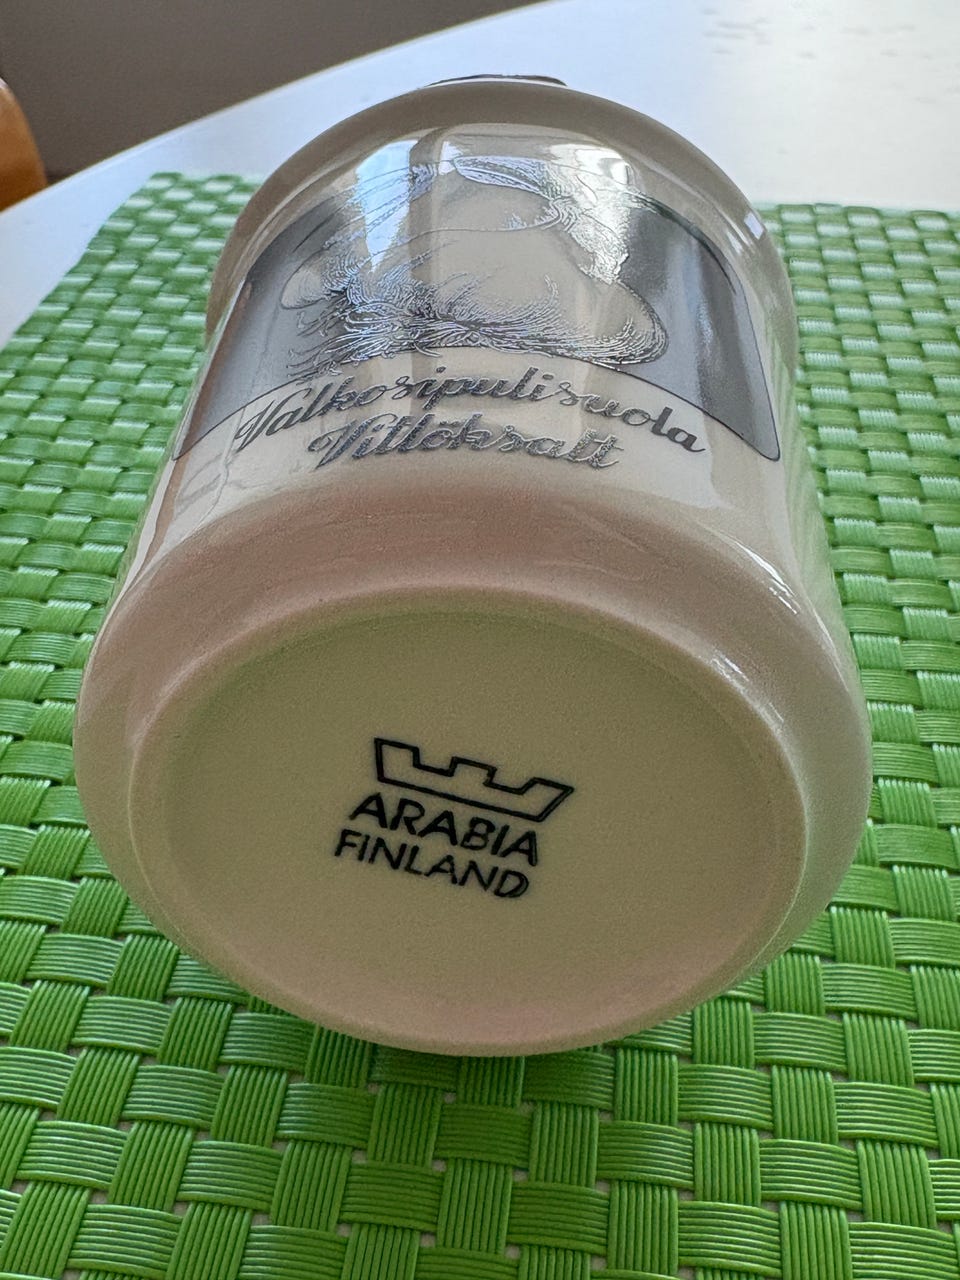 Valkosipulisuola
Vitlöksalt
ARABIA
FINLAND